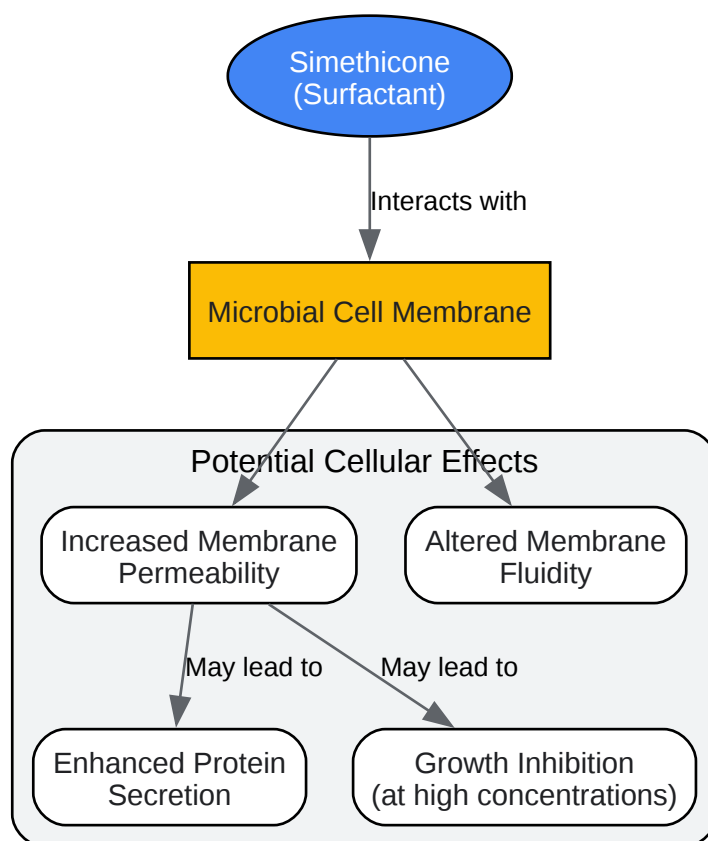 Simethicone
(Surfactant)
Interacts with
Microbial Cell Membrane
Potential Cellular Effects
Increased Membrane
Permeability
Altered Membrane
Fluidity
May lead to
May lead to
Enhanced Protein
Secretion
Growth Inhibition
(at high concentrations)